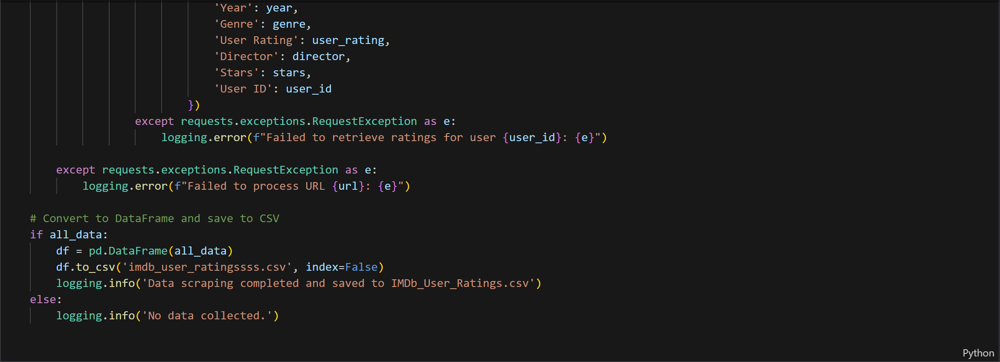 'Year': year,
'Genre': genre,
'User Rating': user_rating,
'Director': director,
'Stars': stars,
'User ID': user_id
})
except requests.exceptions.RequestException as e:
logging.error(f"Failed to retrieve ratings for user {user_id}: {e}")
except requests.exceptions.RequestException as e:
logging.error(f"Failed to process URL {url}: {e}")
# Convert to DataFrame and save to CSV
if all_data:
df = pd.DataFrame(all_data)
df.to_csv('imdb_user_ratingssss.csv', index=False)
logging.info('Data scraping completed and saved to IMDb_User_Ratings.csv')
else:
logging.info('No data collected.')
Python